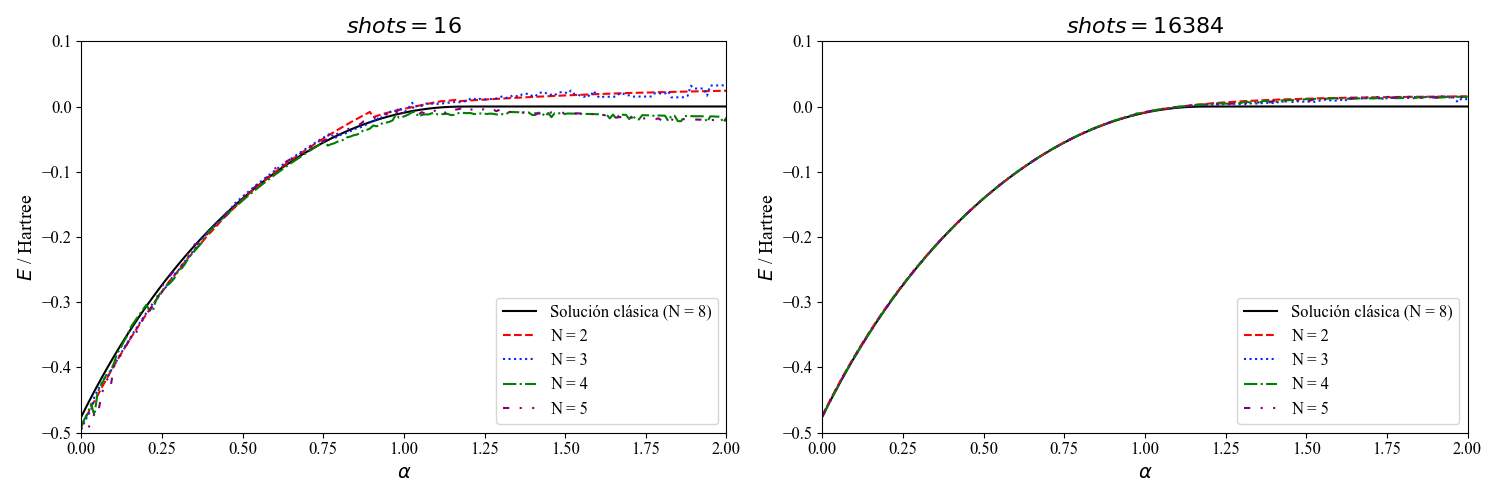 shots = 16
0.1
0.0
−0.1
−0.2
−0.3
−0.4
−0.5
E / Hartree
0.00 0.25 0.50 0.75 1.00 1.25 1.50 1.75 2.00
α
Solución clásica (N = 8)
N = 2
N = 3
N = 4
N = 5
shots = 16384
0.1
0.0
−0.1
−0.2
−0.3
−0.4
−0.5
E / Hartree
0.00 0.25 0.50 0.75 1.00 1.25 1.50 1.75 2.00
α
Solución clásica (N = 8)
N = 2
N = 3
N = 4
N = 5